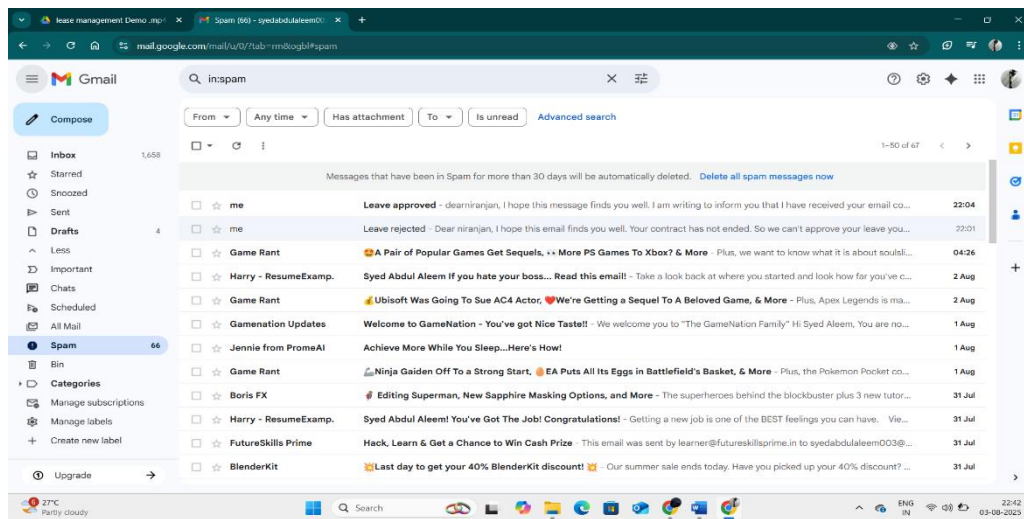 lease management Demo .mp4
Spam (66) - syedabdulaleem00
mail.google.com/mail/u/0/?tab=rm&ogbl#spam
Gmail
in:spam
Compose
From
Any time
Has attachment
To
Is unread
Advanced search
1–50 of 67
Messages that have been in Spam for more than 30 days will be automatically deleted. Delete all spam messages now
Inbox 1,658
Starred
Snoozed
Sent
Drafts 4
Less
Important
Chats
Scheduled
All Mail
Spam 66
Bin
Categories
Manage subscriptions
Manage labels
Create new label
Upgrade
me Leave approved - dearniranjan, I hope this message finds you well. I am writing to inform you that I have received your email co... 22:04
me Leave rejected - Dear niranjan, I hope this email finds you well. Your contract has not ended. So we can't approve your leave you... 22:01
Game Rant 🤩A Pair of Popular Games Get Sequels, 👀More PS Games To Xbox? & More - Plus, we want to know what it is about soulsli... 04:26
Harry - ResumeExamp. Syed Abdul Aleem If you hate your boss... Read this email! - Take a look back at where you started and look how far you've c... 2 Aug
Game Rant 💰Ubisoft Was Going To Sue AC4 Actor, ❤️We're Getting a Sequel To A Beloved Game, & More - Plus, Apex Legends is ma... 2 Aug
Gamenation Updates Welcome to GameNation - You've got Nice Taste!! - We welcome you to "The GameNation Family" Hi Syed Aleem, You are no... 1 Aug
Jennie from PromeAI Achieve More While You Sleep...Here's How! 1 Aug
Game Rant Ninja Gaiden Off To a Strong Start, 🥚EA Puts All Its Eggs in Battlefield's Basket, & More - Plus, the Pokemon Pocket co... 1 Aug
Boris FX Editing Superman, New Sapphire Masking Options, and More - The superheroes behind the blockbuster plus 3 new tutor... 31 Jul
Harry - ResumeExamp. Syed Abdul Aleem! You've Got The Job! Congratulations! - Getting a new job is one of the BEST feelings you can have. Vie... 31 Jul
FutureSkills Prime Hack, Learn & Get a Chance to Win Cash Prize - This email was sent by learner@futureskillsprime.in to syedabdulaleem003@... 31 Jul
BlenderKit 💥Last day to get your 40% BlenderKit discount! 💥 - Our summer sale ends today. Have you picked up your 40% discount? ... 31 Jul
27°C
Partly cloudy
Search
ENG
IN
22:42
03-08-2025